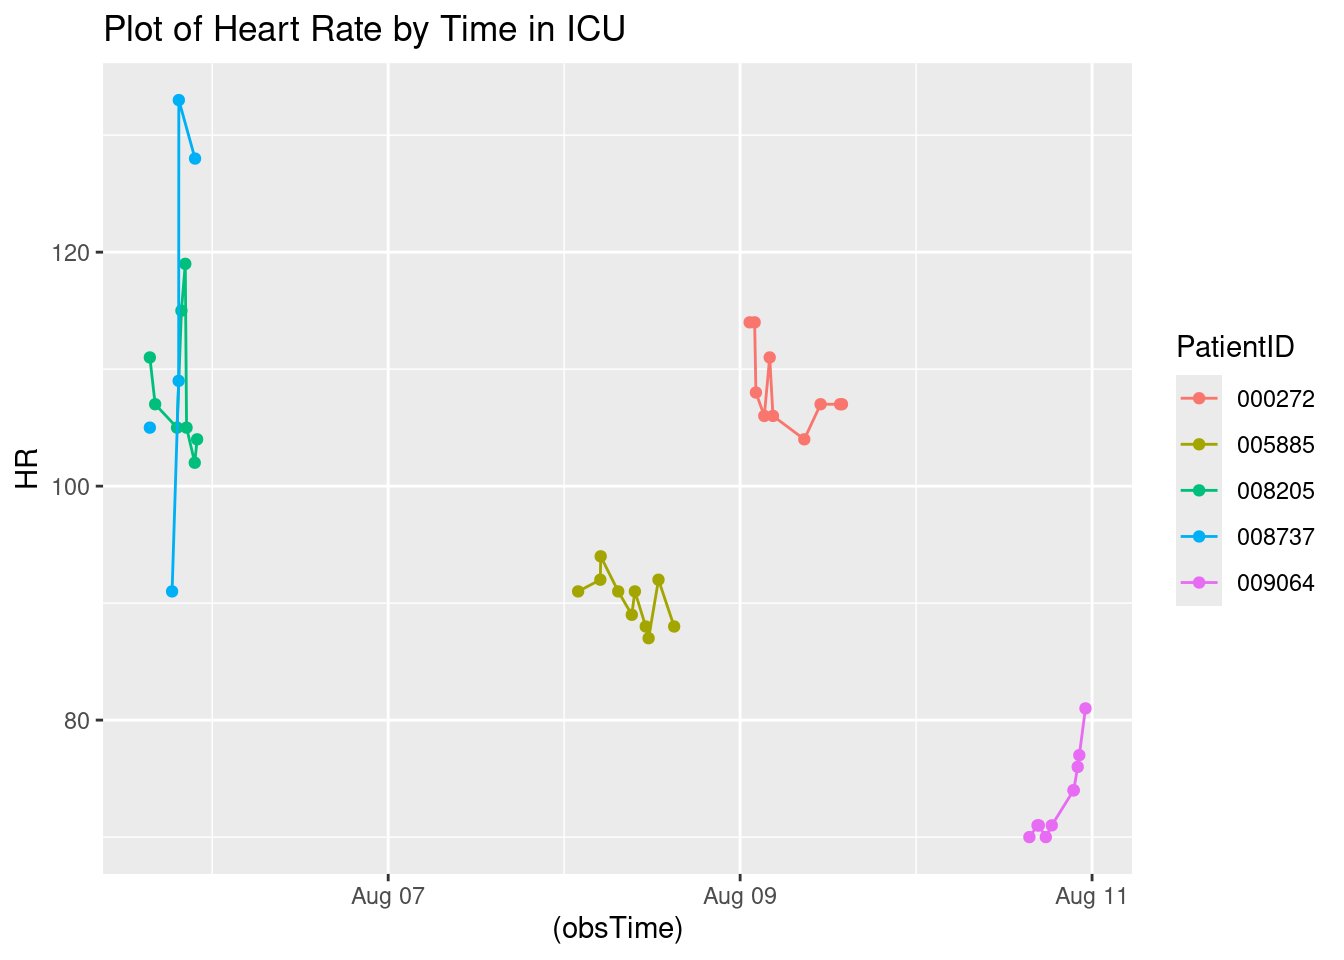 Plot of Heart Rate by Time in ICU
HR
120
100
80
Aug 07
Aug 09
Aug 11
(obsTime)
PatientID
000272
005885
008205
008737
009064